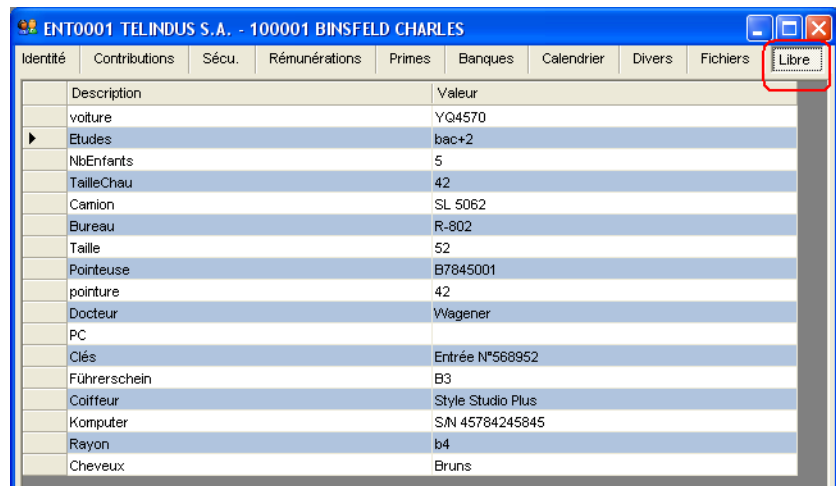 ENT0001 TELINDUS S.A. - 100001 BINSFELD CHARLES
Identité Contributions Sécu. Rémunérations Primes Banques Calendrier Divers Fichiers Libre
Description Valeur
voiture YQ4570
Etudes bac+2
NbEnfants 5
TailleChau 42
Camion SL 5062
Bureau R-802
Taille 52
Pointeuse B7845001
pointure 42
Docteur Wagener
PC
Clés Entrée N°568952
Führerschein B3
Coiffeur Style Studio Plus
Komputer S/N 45784245845
Rayon b4
Cheveux Bruns